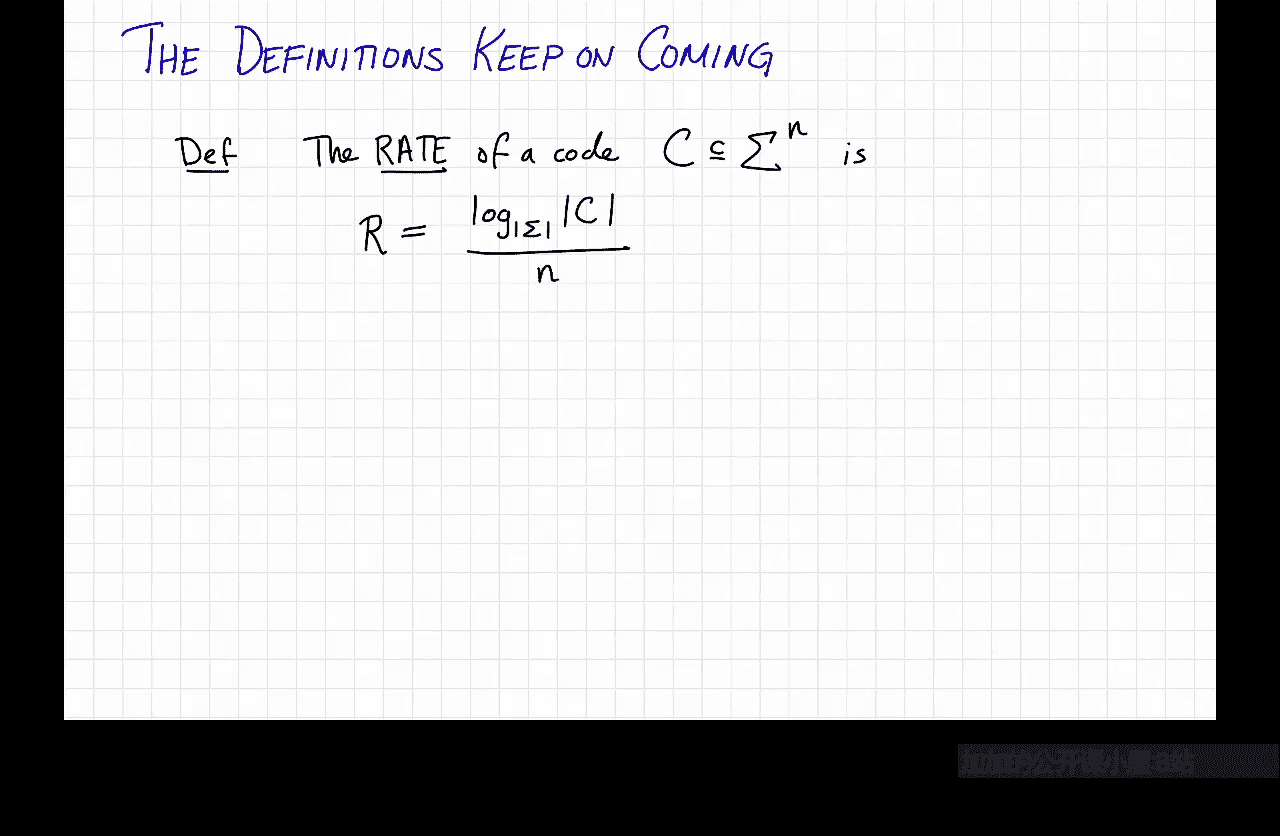 THE DEFINITIONS KEEP ON COMING
Def The RATE of a code C ⊆ Σ^n is
R = log_{|Σ|} |C| / n